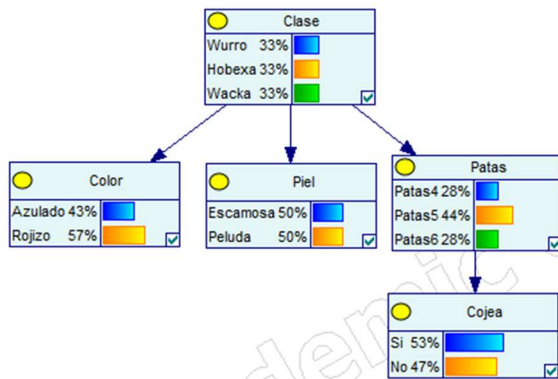 Clase
Wurro 33%
Hobexa 33%
Wacka 33%
Color
Azulado 43%
Rojizo 57%
Piel
Escamosa 50%
Peluda 50%
Patas
Patas4 28%
Patas5 44%
Patas6 28%
Cojea
Si 53%
No 47%